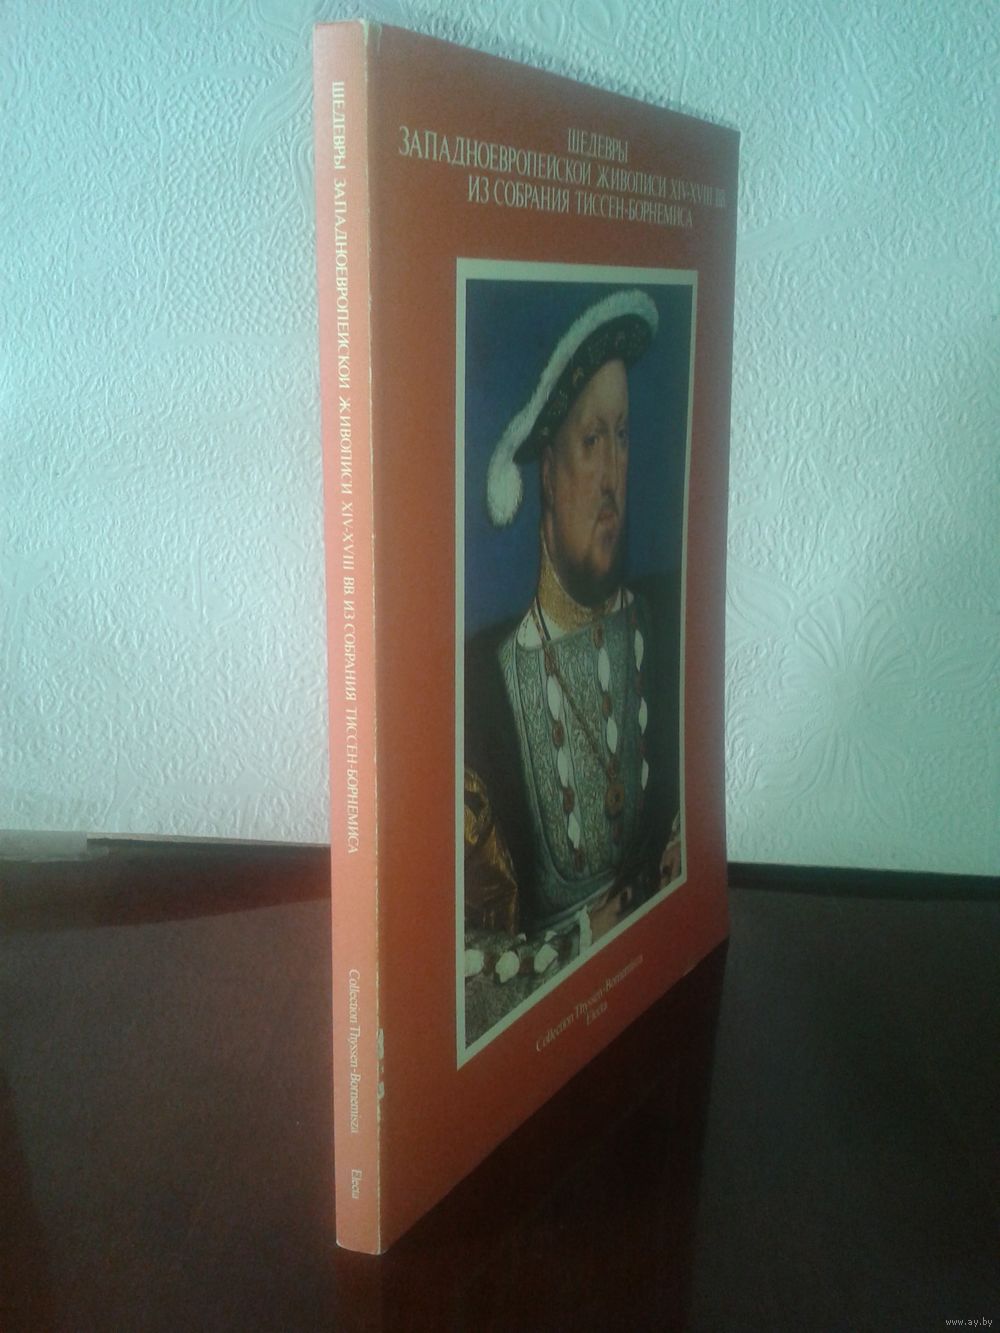 ШЕДЕВРЫ ЗАПАДНОЕВРОПЕЙСКОЙ ЖИВОПИСИ XIV-XVIII ВВ. ИЗ СОБРАНИЯ ТИССЕН-БОРНЕМИСА
Collection Thyssen-Bornemisza
Electa
ШЕДЕВРЫ
ЗАПАДНОЕВРОПЕЙСКОЙ ЖИВОПИСИ XIV-XVIII ВВ.
ИЗ СОБРАНИЯ ТИССЕН-БОРНЕМИСА
Collection Thyssen-Bornemisza
Electa
www.ay.by